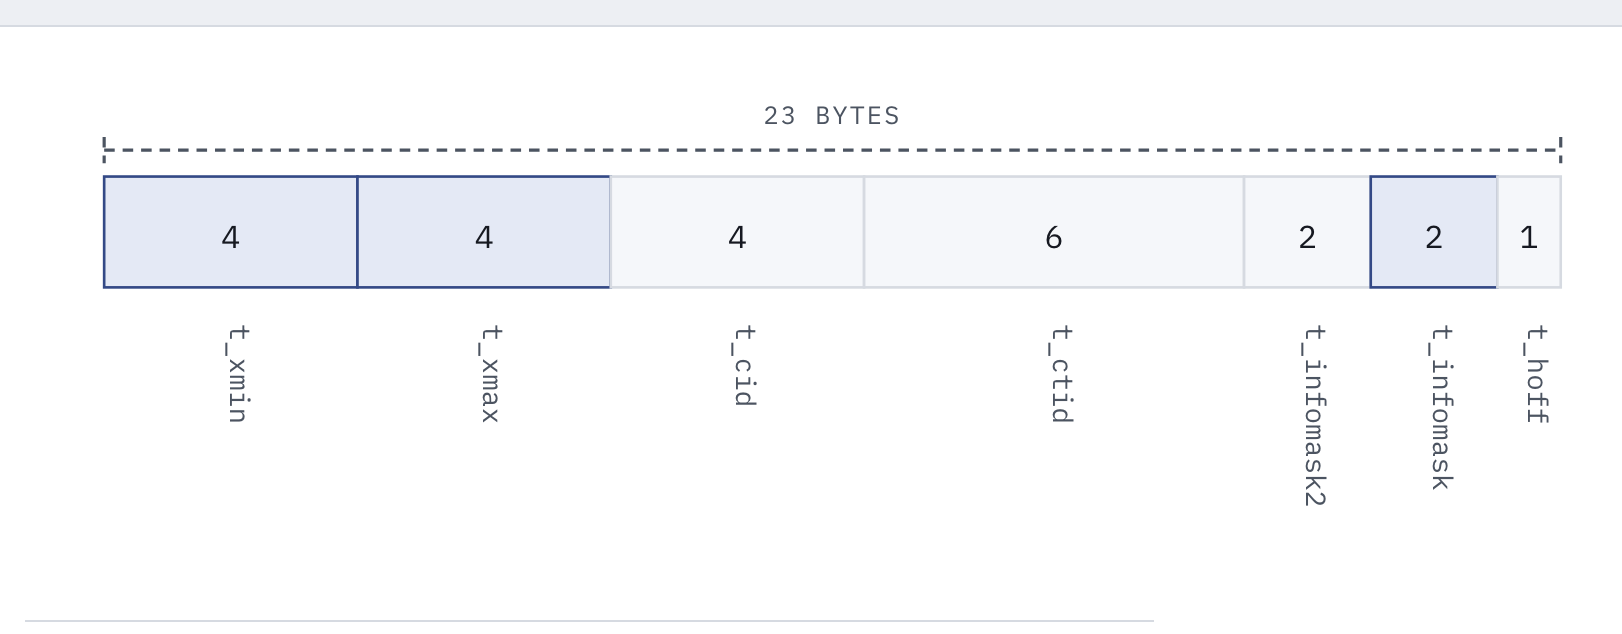 23 BYTES
4 4 4 6 2 2 1
t_xmin t_xmax t_cid t_ctid t_infomask2 t_infomask t_hoff